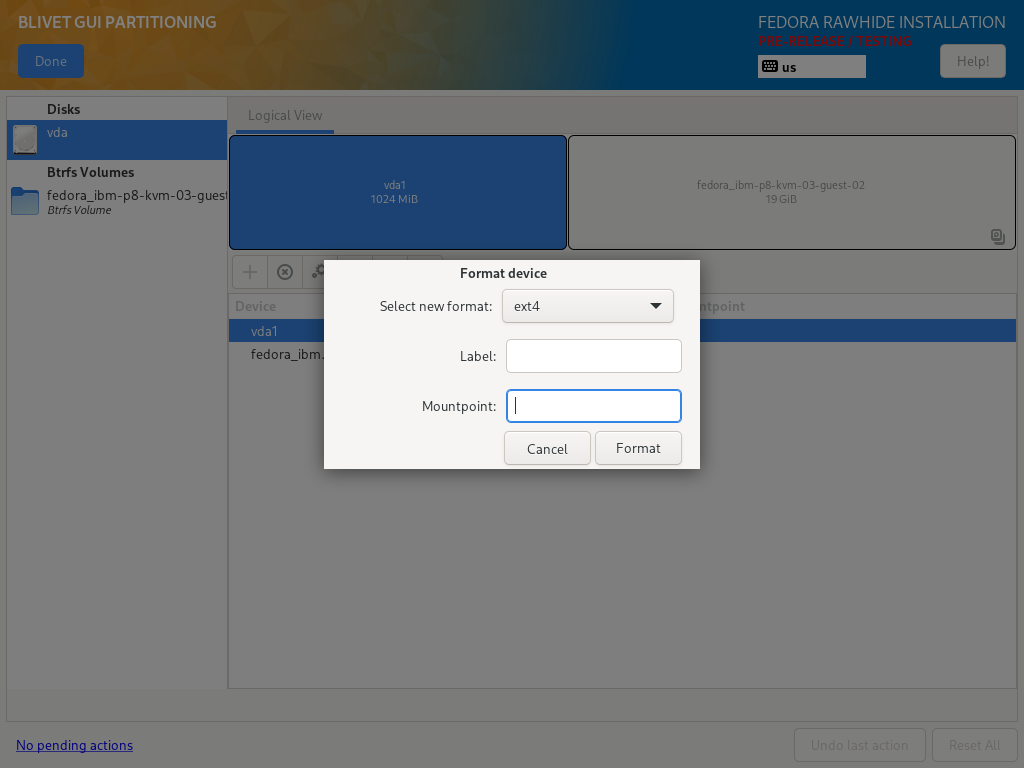 BLIVET GUI PARTITIONING
FEDORA RAWHIDE INSTALLATION
PRE-RELEASE / TESTING
Done
us
Help!
Disks
vda
Btrfs Volumes
fedora_ibm-p8-kvm-03-guest
Btrfs Volume
Logical View
vda1
1024 MiB
fedora_ibm-p8-kvm-03-guest-02
19 GiB
Format device
Select new format:
ext4
Label:
Mountpoint:
Cancel
Format
Device
ntpoint
vda1
fedora_ibm.
No pending actions
Undo last action
Reset All